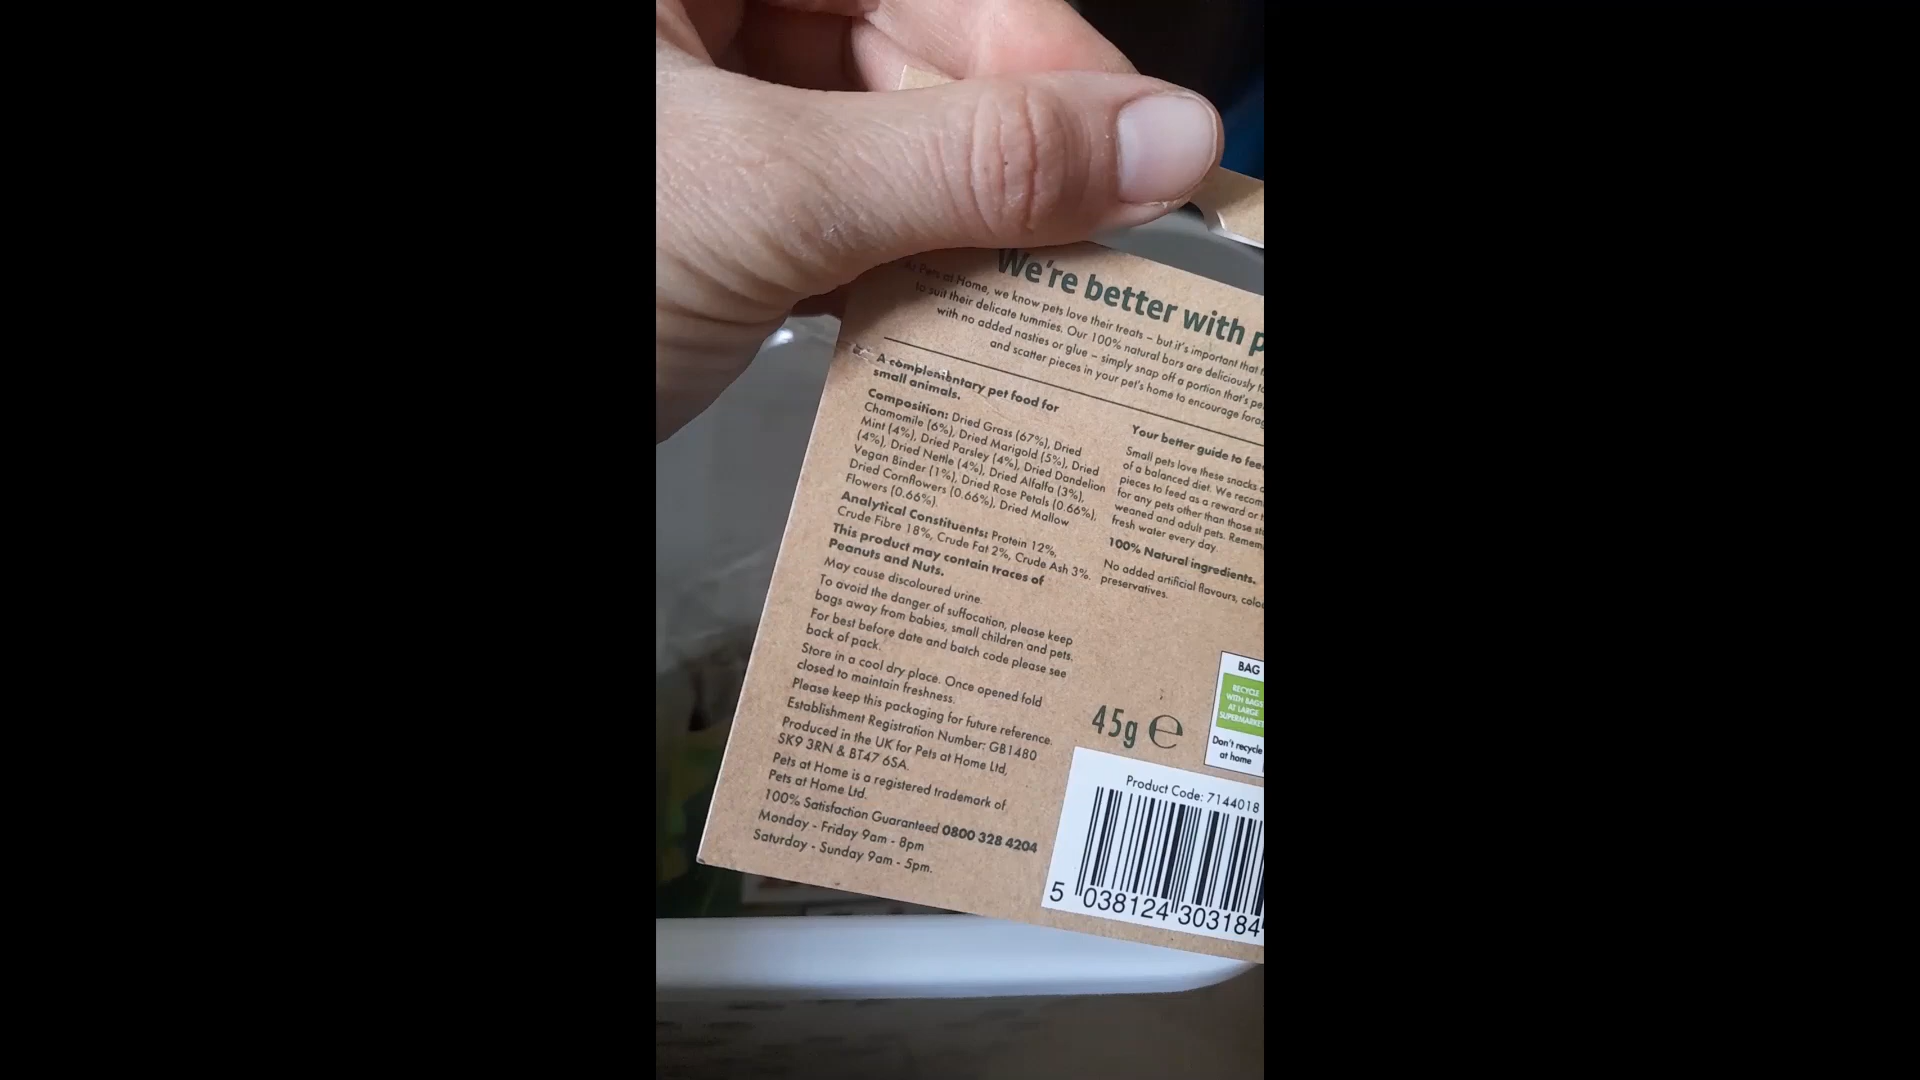 We're better with
At Pets at Home, we know pets love their treats – but it's important that
to suit their delicate tummies. Our 100% natural bars are deliciously
with no added nasties or glue – simply snap off a portion that's
and scatter pieces in your pet's home to encourage
A complementary pet food for
small animals.
Composition: Dried Grass (67%), Dried
Chamomile (6%), Dried Marigold (5%), Dried
Mint (4%), Dried Parsley (4%), Dried Dandelion
(4%), Dried Nettle (4%), Dried Alfalfa (3%),
Vegan Binder (1%), Dried Rose Petals (0.66%),
Dried Cornflowers (0.66%), Dried Mallow
Flowers (0.66%).
Analytical Constituents: Protein 12%,
Crude Fibre 18%, Crude Fat 2%, Crude Ash 3%.
This product may contain traces of
Peanuts and Nuts.
May cause discoloured urine.
To avoid the danger of suffocation, please keep
bags away from babies, small children and pets.
For best before date and batch code please see
back of pack.
Store in a cool dry place. Once opened fold
closed to maintain freshness.
Please keep this packaging for future reference.
Establishment Registration Number: GB1480
Produced in the UK for Pets at Home Ltd,
SK9 3RN & BT47 6SA.
Pets at Home is a registered trademark of
Pets at Home Ltd.
100% Satisfaction Guaranteed 0800 328 4204
Monday - Friday 9am - 8pm
Saturday - Sunday 9am - 5pm.
Your better guide to
Small pets love these snacks
of a balanced diet. We
pieces to feed as a reward or
for any pets other than those
weaned and adult pets.
fresh water every day.
100% Natural ingredients.
No added artificial flavours,
preservatives.
45g ℮
BAG
RECYCLE
WITH BAGS
AT LARGE
SUPERMARKET
Don't recycle
at home
Product Code: 7144018
5 038124 303184